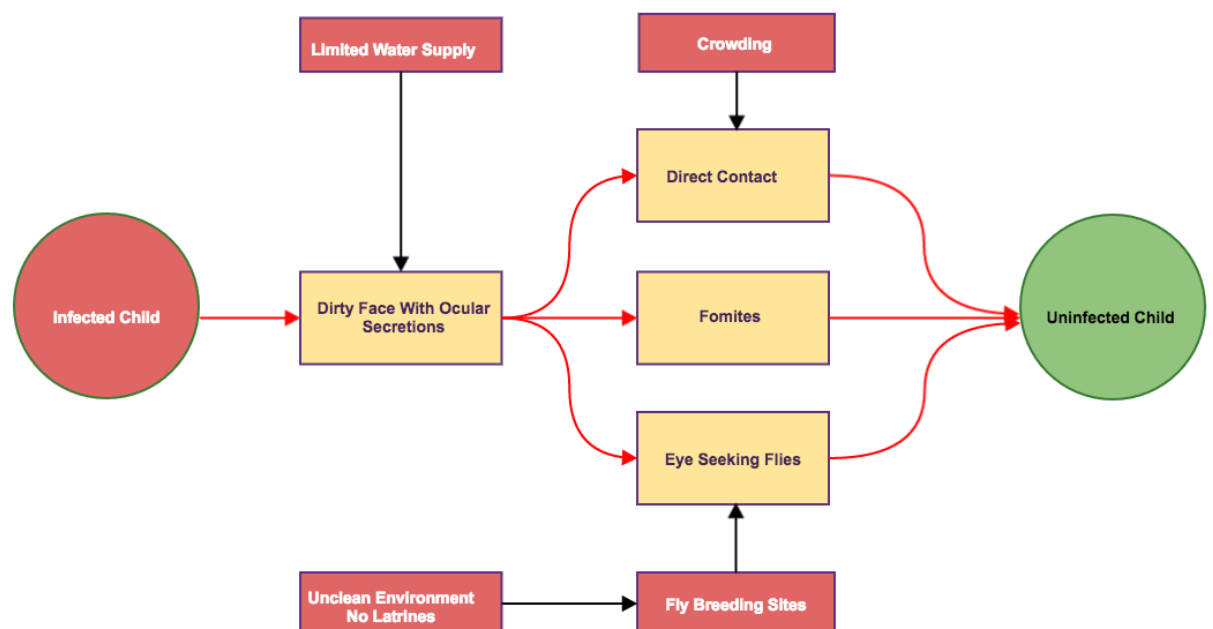 Limited Water Supply
Crowding
Direct Contact
Infected Child
Dirty Face With Ocular
Secretions
Fomites
Uninfected Child
Eye Seeking Flies
Unclean Environment
No Latrines
Fly Breeding Sites